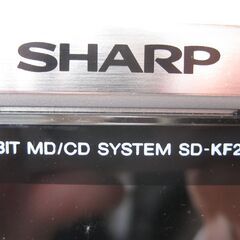 SHARP
BIT MD/CD SYSTEM SD-KF2